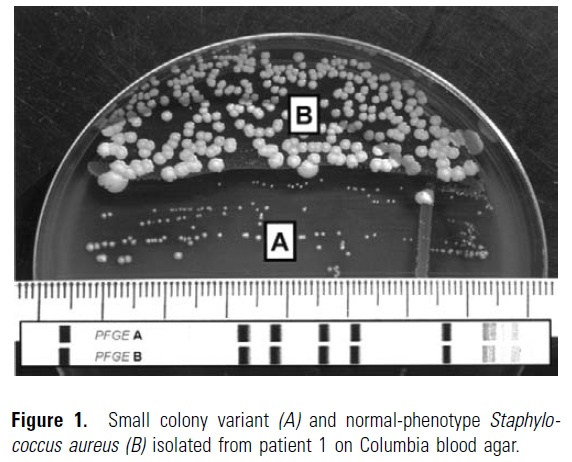 B
A
PFGE A
PFGE B
Figure 1. Small colony variant (A) and normal-phenotype Staphylo-
coccus aureus (B) isolated from patient 1 on Columbia blood agar.